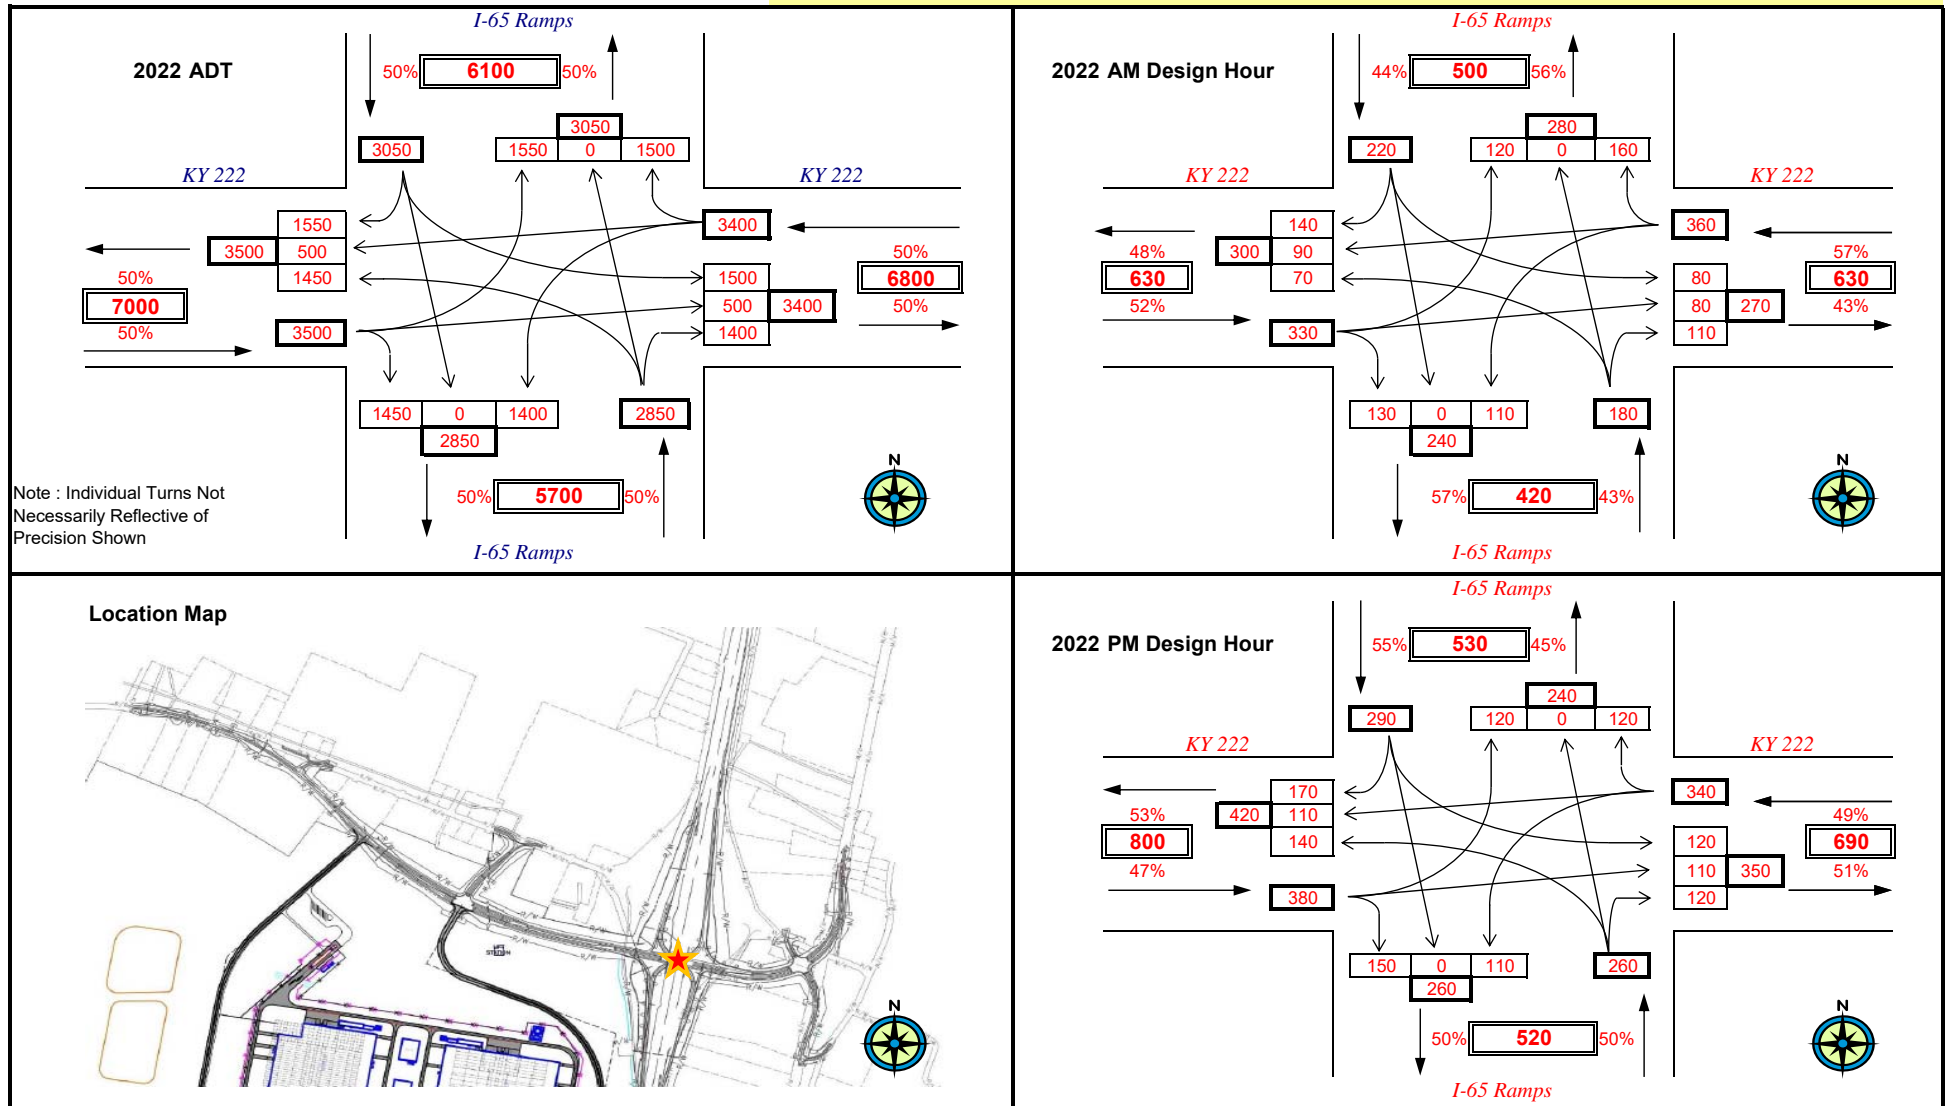 I-65 Ramps
2022 ADT
50% 6100 50%
3050
3050 1550 0 1500
KY 222 KY 222
1550
3500 500
1450
3400
50%
7000
50%
50%
6800
50%
1500
500 3400
1400
3500
1450 0 1400
2850
2850
50% 5700 50%
Note : Individual Turns Not
Necessarily Reflective of
Precision Shown
N
I-65 Ramps
I-65 Ramps
2022 AM Design Hour
44% 500 56%
280
220 120 0 160
KY 222 KY 222
140
300 90
70
360
48%
630
52%
57%
630
43%
80
80 270
110
330
130 0 110
240
180
57% 420 43%
N
I-65 Ramps
Location Map
N
I-65 Ramps
2022 PM Design Hour
55% 530 45%
240
290 120 0 120
KY 222 KY 222
170
420 110
140
340
53%
800
47%
49%
690
51%
120
110 350
120
380
150 0 110
260
260
50% 520 50%
N
I-65 Ramps